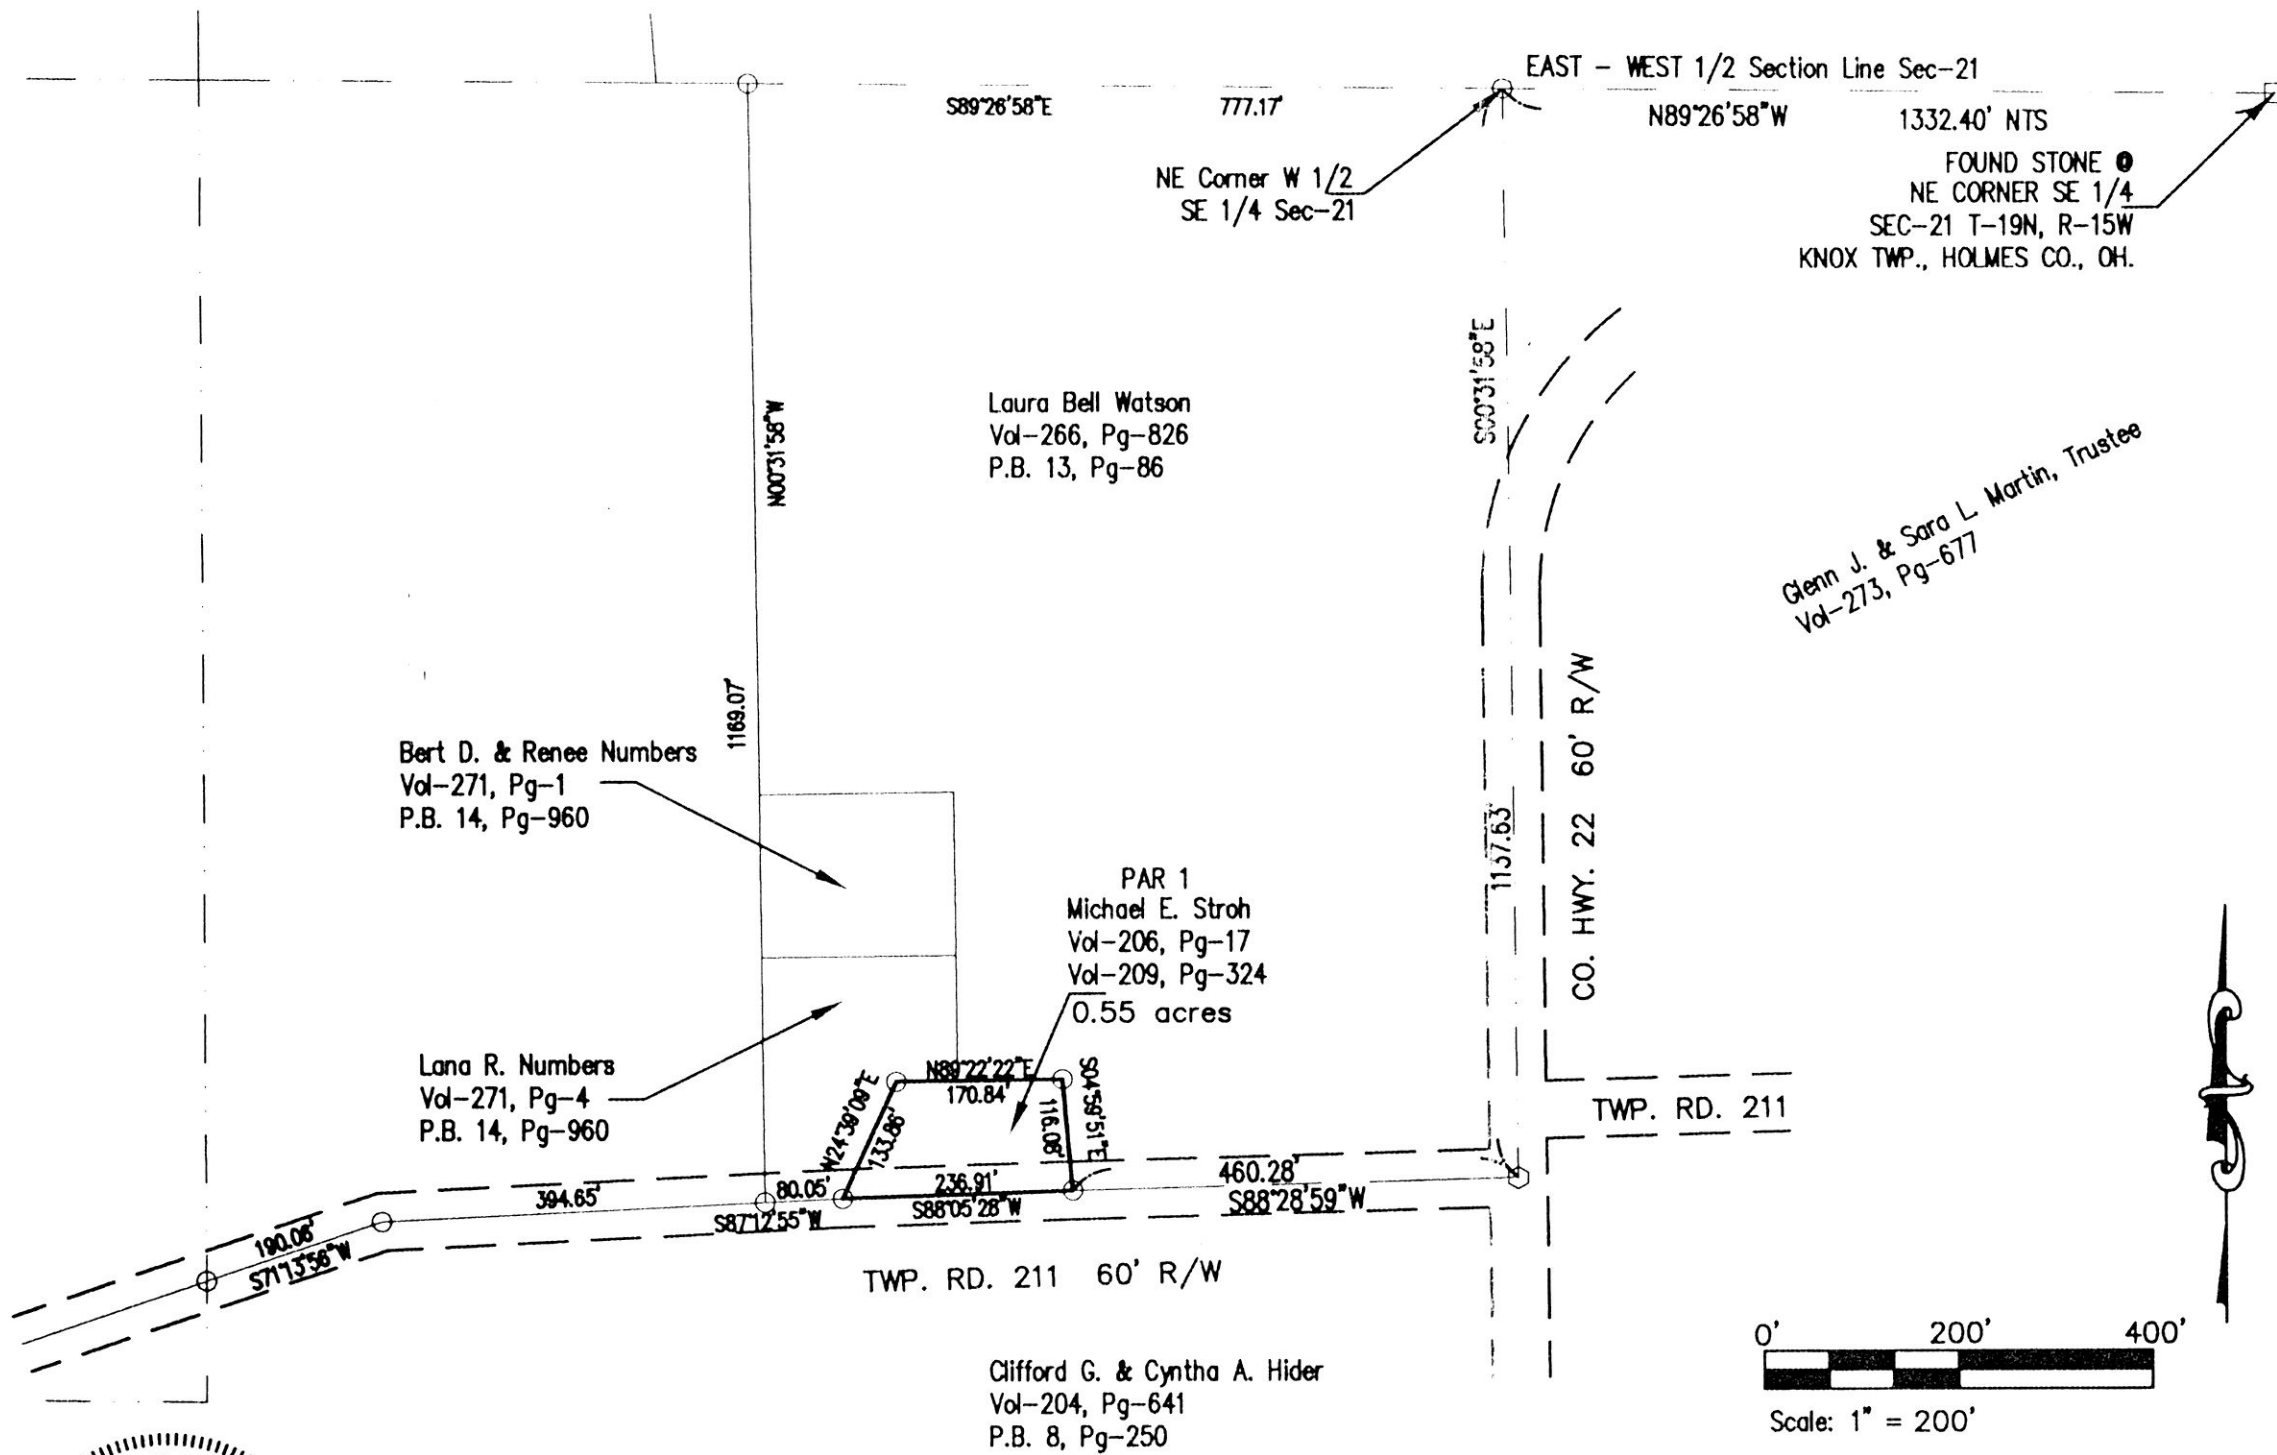 EAST - WEST 1/2 Section Line Sec-21
S89°26'58"E 777.17'
N89°26'58"W 1332.40' NTS
NE Corner W 1/2
SE 1/4 Sec-21
FOUND STONE @
NE CORNER SE 1/4
SEC-21 T-19N, R-15W
KNOX TWP., HOLMES CO., OH.
S00°31'58"E
N00°31'58"W
Laura Bell Watson
Vol-266, Pg-826
P.B. 13, Pg-86
Glenn J. & Sara L. Martin, Trustee
Vol-273, Pg-677
1169.07'
CO. HWY. 22 60' R/W
Bert D. & Renee Numbers
Vol-271, Pg-1
P.B. 14, Pg-960
1137.63'
PAR 1
Michael E. Stroh
Vol-206, Pg-17
Vol-209, Pg-324
0.55 acres
Lana R. Numbers
Vol-271, Pg-4
P.B. 14, Pg-960
N89°22'22"E
170.84'
N24°39'09"E
133.86'
S04°59'51"E
116.08'
TWP. RD. 211
394.65'
80.05'
236.91'
460.28'
S87°12'55"W
S88°05'28"W
S88°28'59"W
190.06'
S71°13'56"W
TWP. RD. 211 60' R/W
Clifford G. & Cyntha A. Hider
Vol-204, Pg-641
P.B. 8, Pg-250
0' 200' 400'
Scale: 1" = 200'